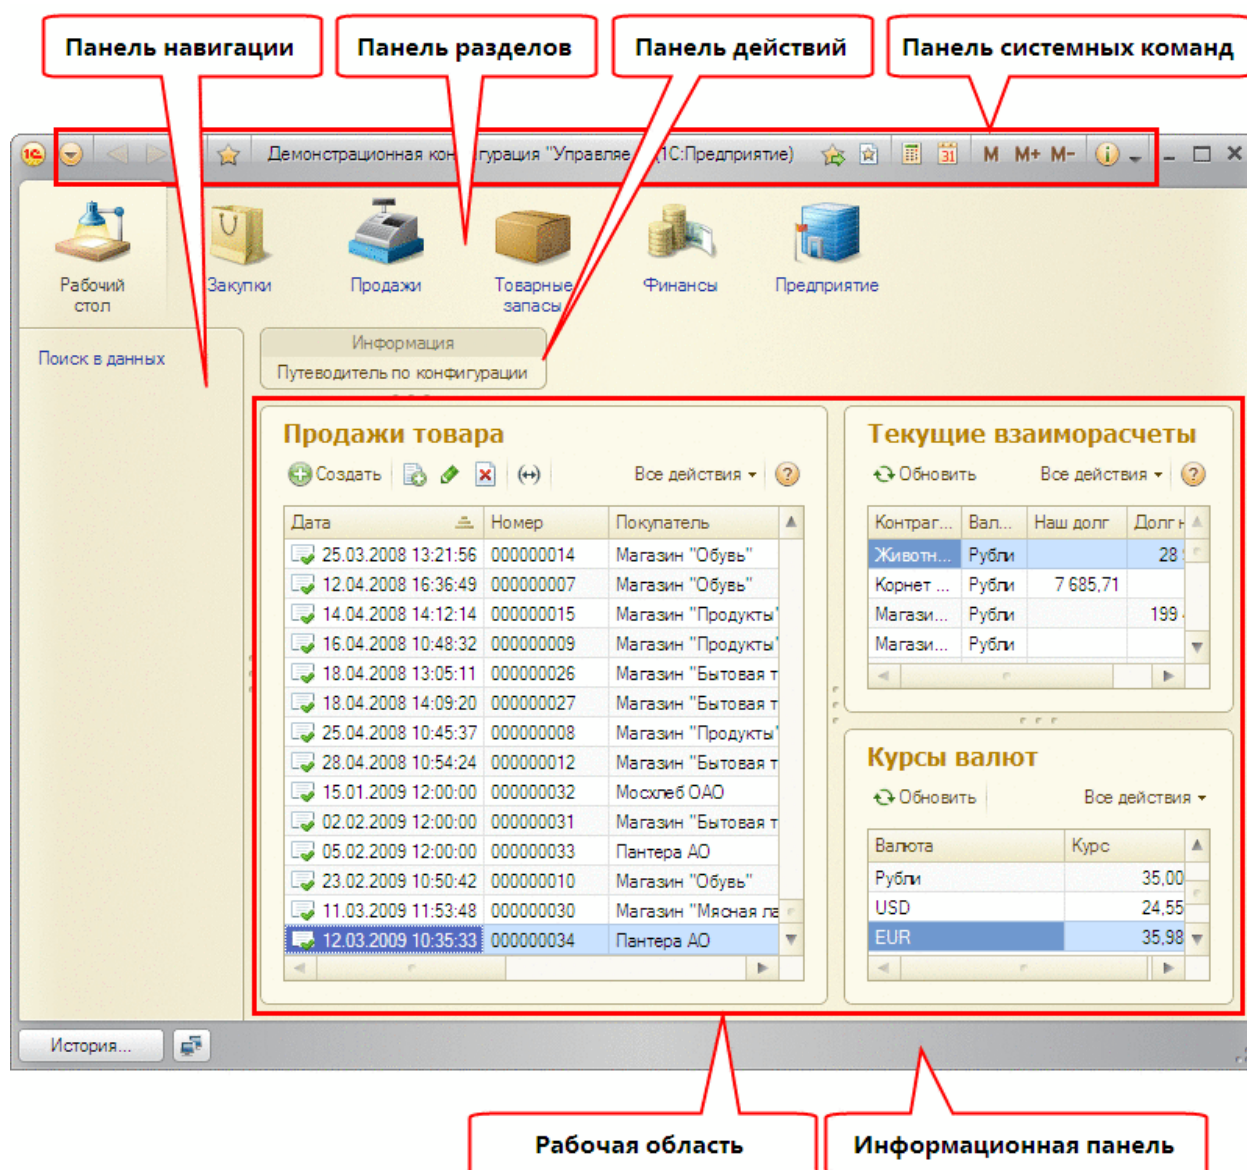 Панель навигации
Панель разделов
Панель действий
Панель системных команд
1С
Демонстрационная (1С:Предприятие)
31
M M+ M-
Рабочий
стол
Закупки
Продажи
Товарные
запасы
Финансы
Предприятие
Поиск в данных
Информация
Путеводитель по конфигурации
Продажи товара
Создать
Все действия
?
Дата Номер Покупатель
25.03.2008 13:21:56 000000014 Магазин "Обувь"
12.04.2008 16:36:49 000000007 Магазин "Обувь"
14.04.2008 14:12:14 000000015 Магазин "Продукты"
16.04.2008 10:48:32 000000009 Магазин "Продукты"
18.04.2008 13:05:11 000000026 Магазин "Бытовая т
18.04.2008 14:09:20 000000027 Магазин "Бытовая т
25.04.2008 10:45:37 000000008 Магазин "Продукты"
28.04.2008 10:54:24 000000012 Магазин "Бытовая т
15.01.2009 12:00:00 000000032 Мосхлеб ОАО
02.02.2009 12:00:00 000000031 Магазин "Бытовая т
05.02.2009 12:00:00 000000033 Пантера АО
23.02.2009 10:50:42 000000010 Магазин "Обувь"
11.03.2009 11:53:48 000000030 Магазин "Мясная ла
12.03.2009 10:35:33 000000034 Пантера АО
Текущие взаиморасчеты
Обновить
Все действия
?
Контраг... Вал... Наш долг Долг н
Животн... Рубли 28
Корнет ... Рубли 7 685,71
Магази... Рубли 199
Магази... Рубли
Курсы валют
Обновить
Все действия
Валюта Курс
Рубли 35,00
USD 24,55
EUR 35,98
История...
Рабочая область
Информационная панель